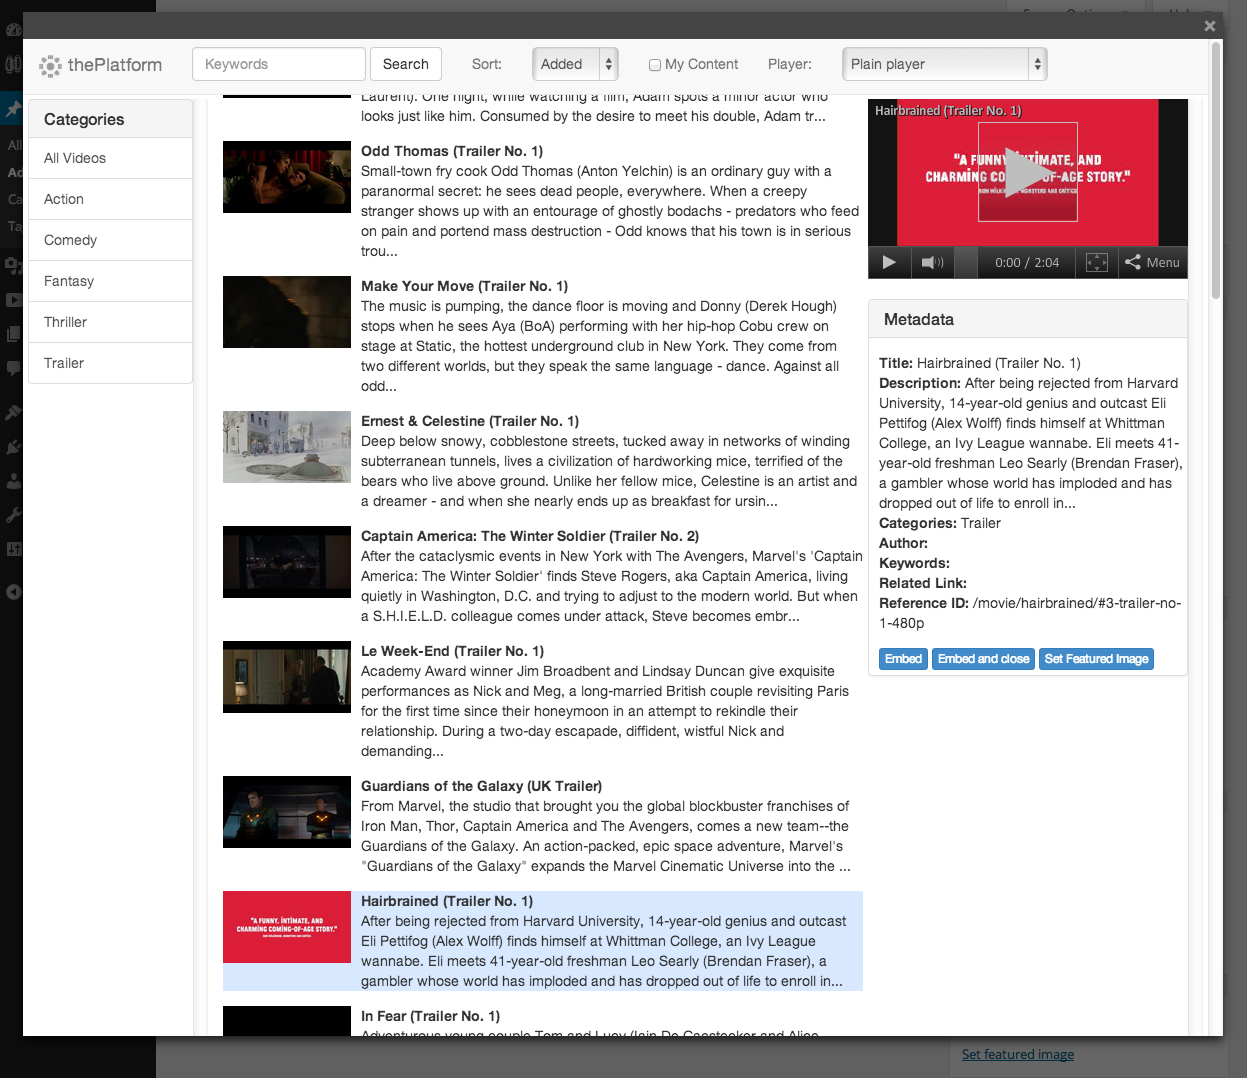 thePlatform
Keywords
Search
Sort:
Added
My Content
Player:
Plain player
Categories
All Videos
Action
Comedy
Fantasy
Thriller
Trailer
Laurent). One night, while watching a film, Adam spots a minor actor who
looks just like him. Consumed by the desire to meet his double, Adam tr...
Odd Thomas (Trailer No. 1)
Small-town fry cook Odd Thomas (Anton Yelchin) is an ordinary guy with a
paranormal secret: he sees dead people, everywhere. When a creepy
stranger shows up with an entourage of ghostly bodachs - predators who feed
on pain and portend mass destruction - Odd knows that his town is in serious
trou...
Make Your Move (Trailer No. 1)
The music is pumping, the dance floor is moving and Donny (Derek Hough)
stops when he sees Aya (BoA) performing with her hip-hop Cobu crew on
stage at Static, the hottest underground club in New York. They come from
two different worlds, but they speak the same language - dance. Against all
odd...
Ernest & Celestine (Trailer No. 1)
Deep below snowy, cobblestone streets, tucked away in networks of winding
subterranean tunnels, lives a civilization of hardworking mice, terrified of the
bears who live above ground. Unlike her fellow mice, Celestine is an artist and
a dreamer - and when she nearly ends up as breakfast for ursin...
Captain America: The Winter Soldier (Trailer No. 2)
After the cataclysmic events in New York with The Avengers, Marvel's 'Captain
America: The Winter Soldier' finds Steve Rogers, aka Captain America, living
quietly in Washington, D.C. and trying to adjust to the modern world. But when
a S.H.I.E.L.D. colleague comes under attack, Steve becomes embr...
Le Week-End (Trailer No. 1)
Academy Award winner Jim Broadbent and Lindsay Duncan give exquisite
performances as Nick and Meg, a long-married British couple revisiting Paris
for the first time since their honeymoon in an attempt to rekindle their
relationship. During a two-day escapade, diffident, wistful Nick and
demanding...
Guardians of the Galaxy (UK Trailer)
From Marvel, the studio that brought you the global blockbuster franchises of
Iron Man, Thor, Captain America and The Avengers, comes a new team--the
Guardians of the Galaxy. An action-packed, epic space adventure, Marvel's
"Guardians of the Galaxy" expands the Marvel Cinematic Universe into the ...
"A FUNNY, INTIMATE, AND
CHARMING COMING-OF-AGE STORY."
Hairbrained (Trailer No. 1)
After being rejected from Harvard University, 14-year-old genius and outcast
Eli Pettifog (Alex Wolff) finds himself at Whittman College, an Ivy League
wannabe. Eli meets 41-year-old freshman Leo Searly (Brendan Fraser), a
gambler whose world has imploded and has dropped out of life to enroll in...
In Fear (Trailer No. 1)
Adventurous young couple Tom and Lucy (Iain De Caestecker and Alice
Hairbrained (Trailer No. 1)
"A FUNNY, INTIMATE, AND
CHARMING COMING-OF-AGE STORY."
0:00 / 2:04
Menu
Metadata
Title: Hairbrained (Trailer No. 1)
Description: After being rejected from Harvard
University, 14-year-old genius and outcast Eli
Pettifog (Alex Wolff) finds himself at Whittman
College, an Ivy League wannabe. Eli meets 41-
year-old freshman Leo Searly (Brendan Fraser),
a gambler whose world has imploded and has
dropped out of life to enroll in...
Categories: Trailer
Author:
Keywords:
Related Link:
Reference ID: /movie/hairbrained/#3-trailer-no-
1-480p
Embed
Embed and close
Set Featured Image
Set featured image